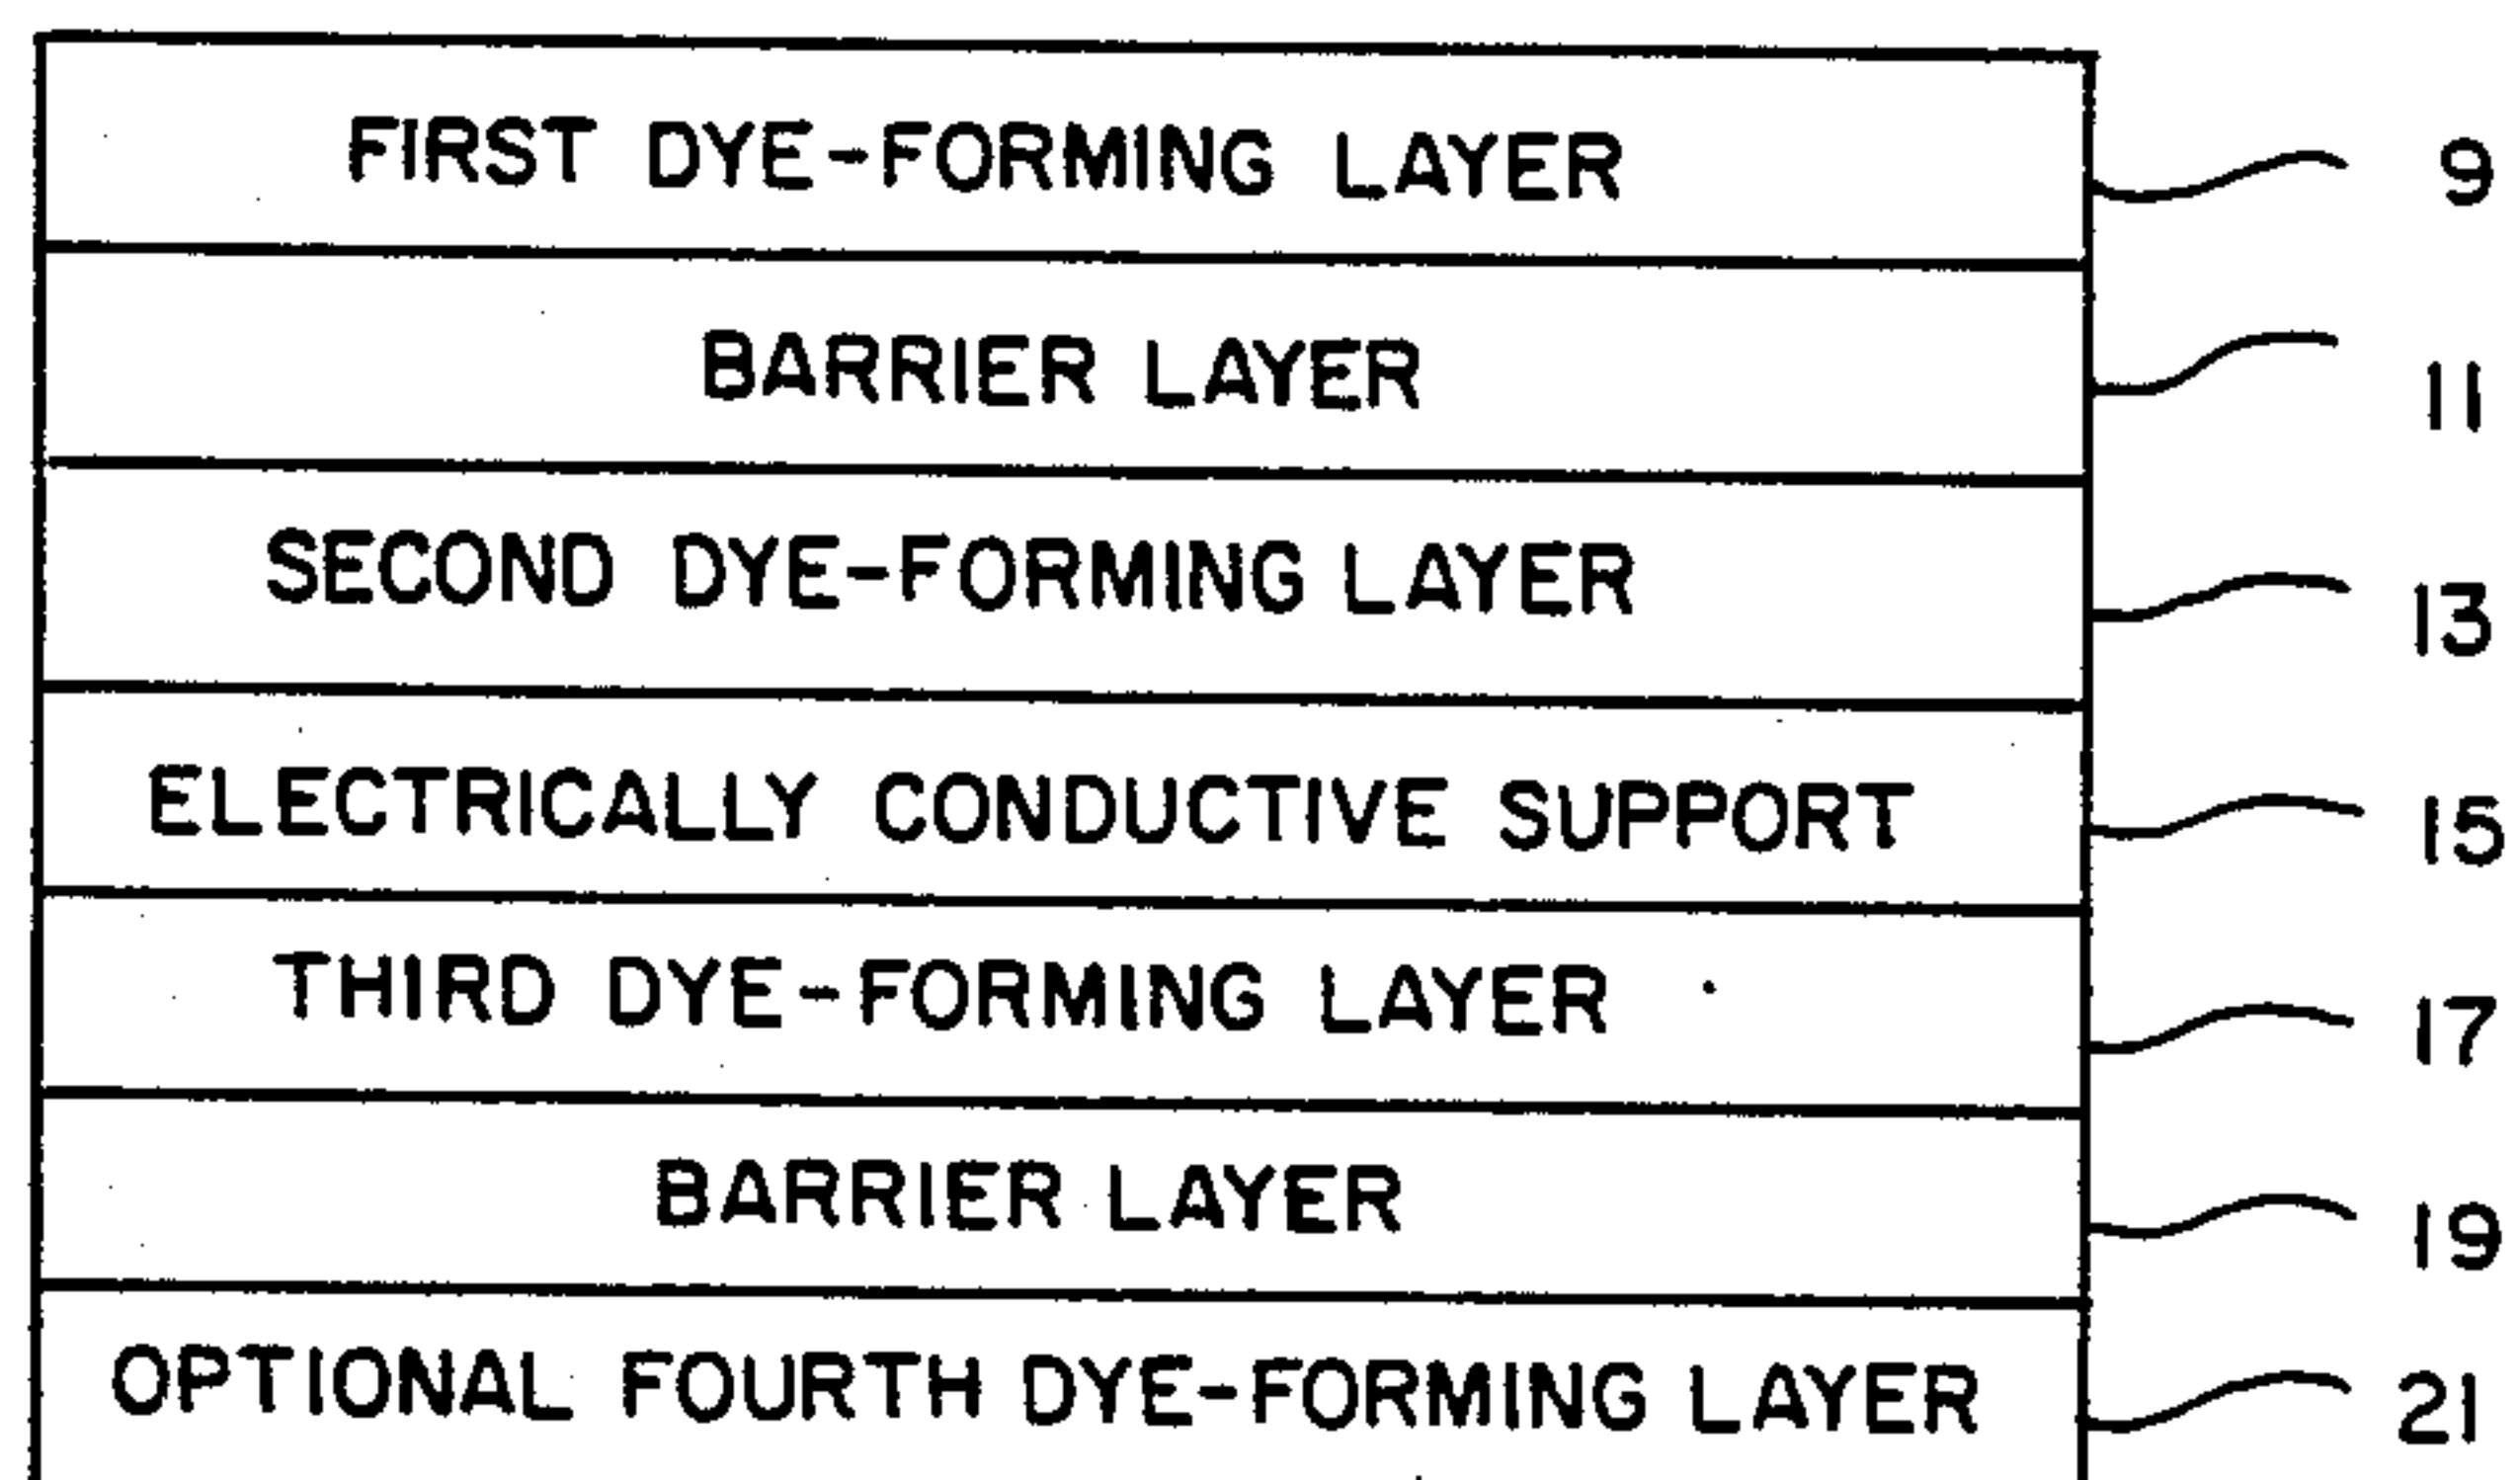 FIRST DYE-FORMING LAYER 9
BARRIER LAYER 11
SECOND DYE-FORMING LAYER 13
ELECTRICALLY CONDUCTIVE SUPPORT 15
THIRD DYE-FORMING LAYER 17
BARRIER LAYER 19
OPTIONAL FOURTH DYE-FORMING LAYER 21